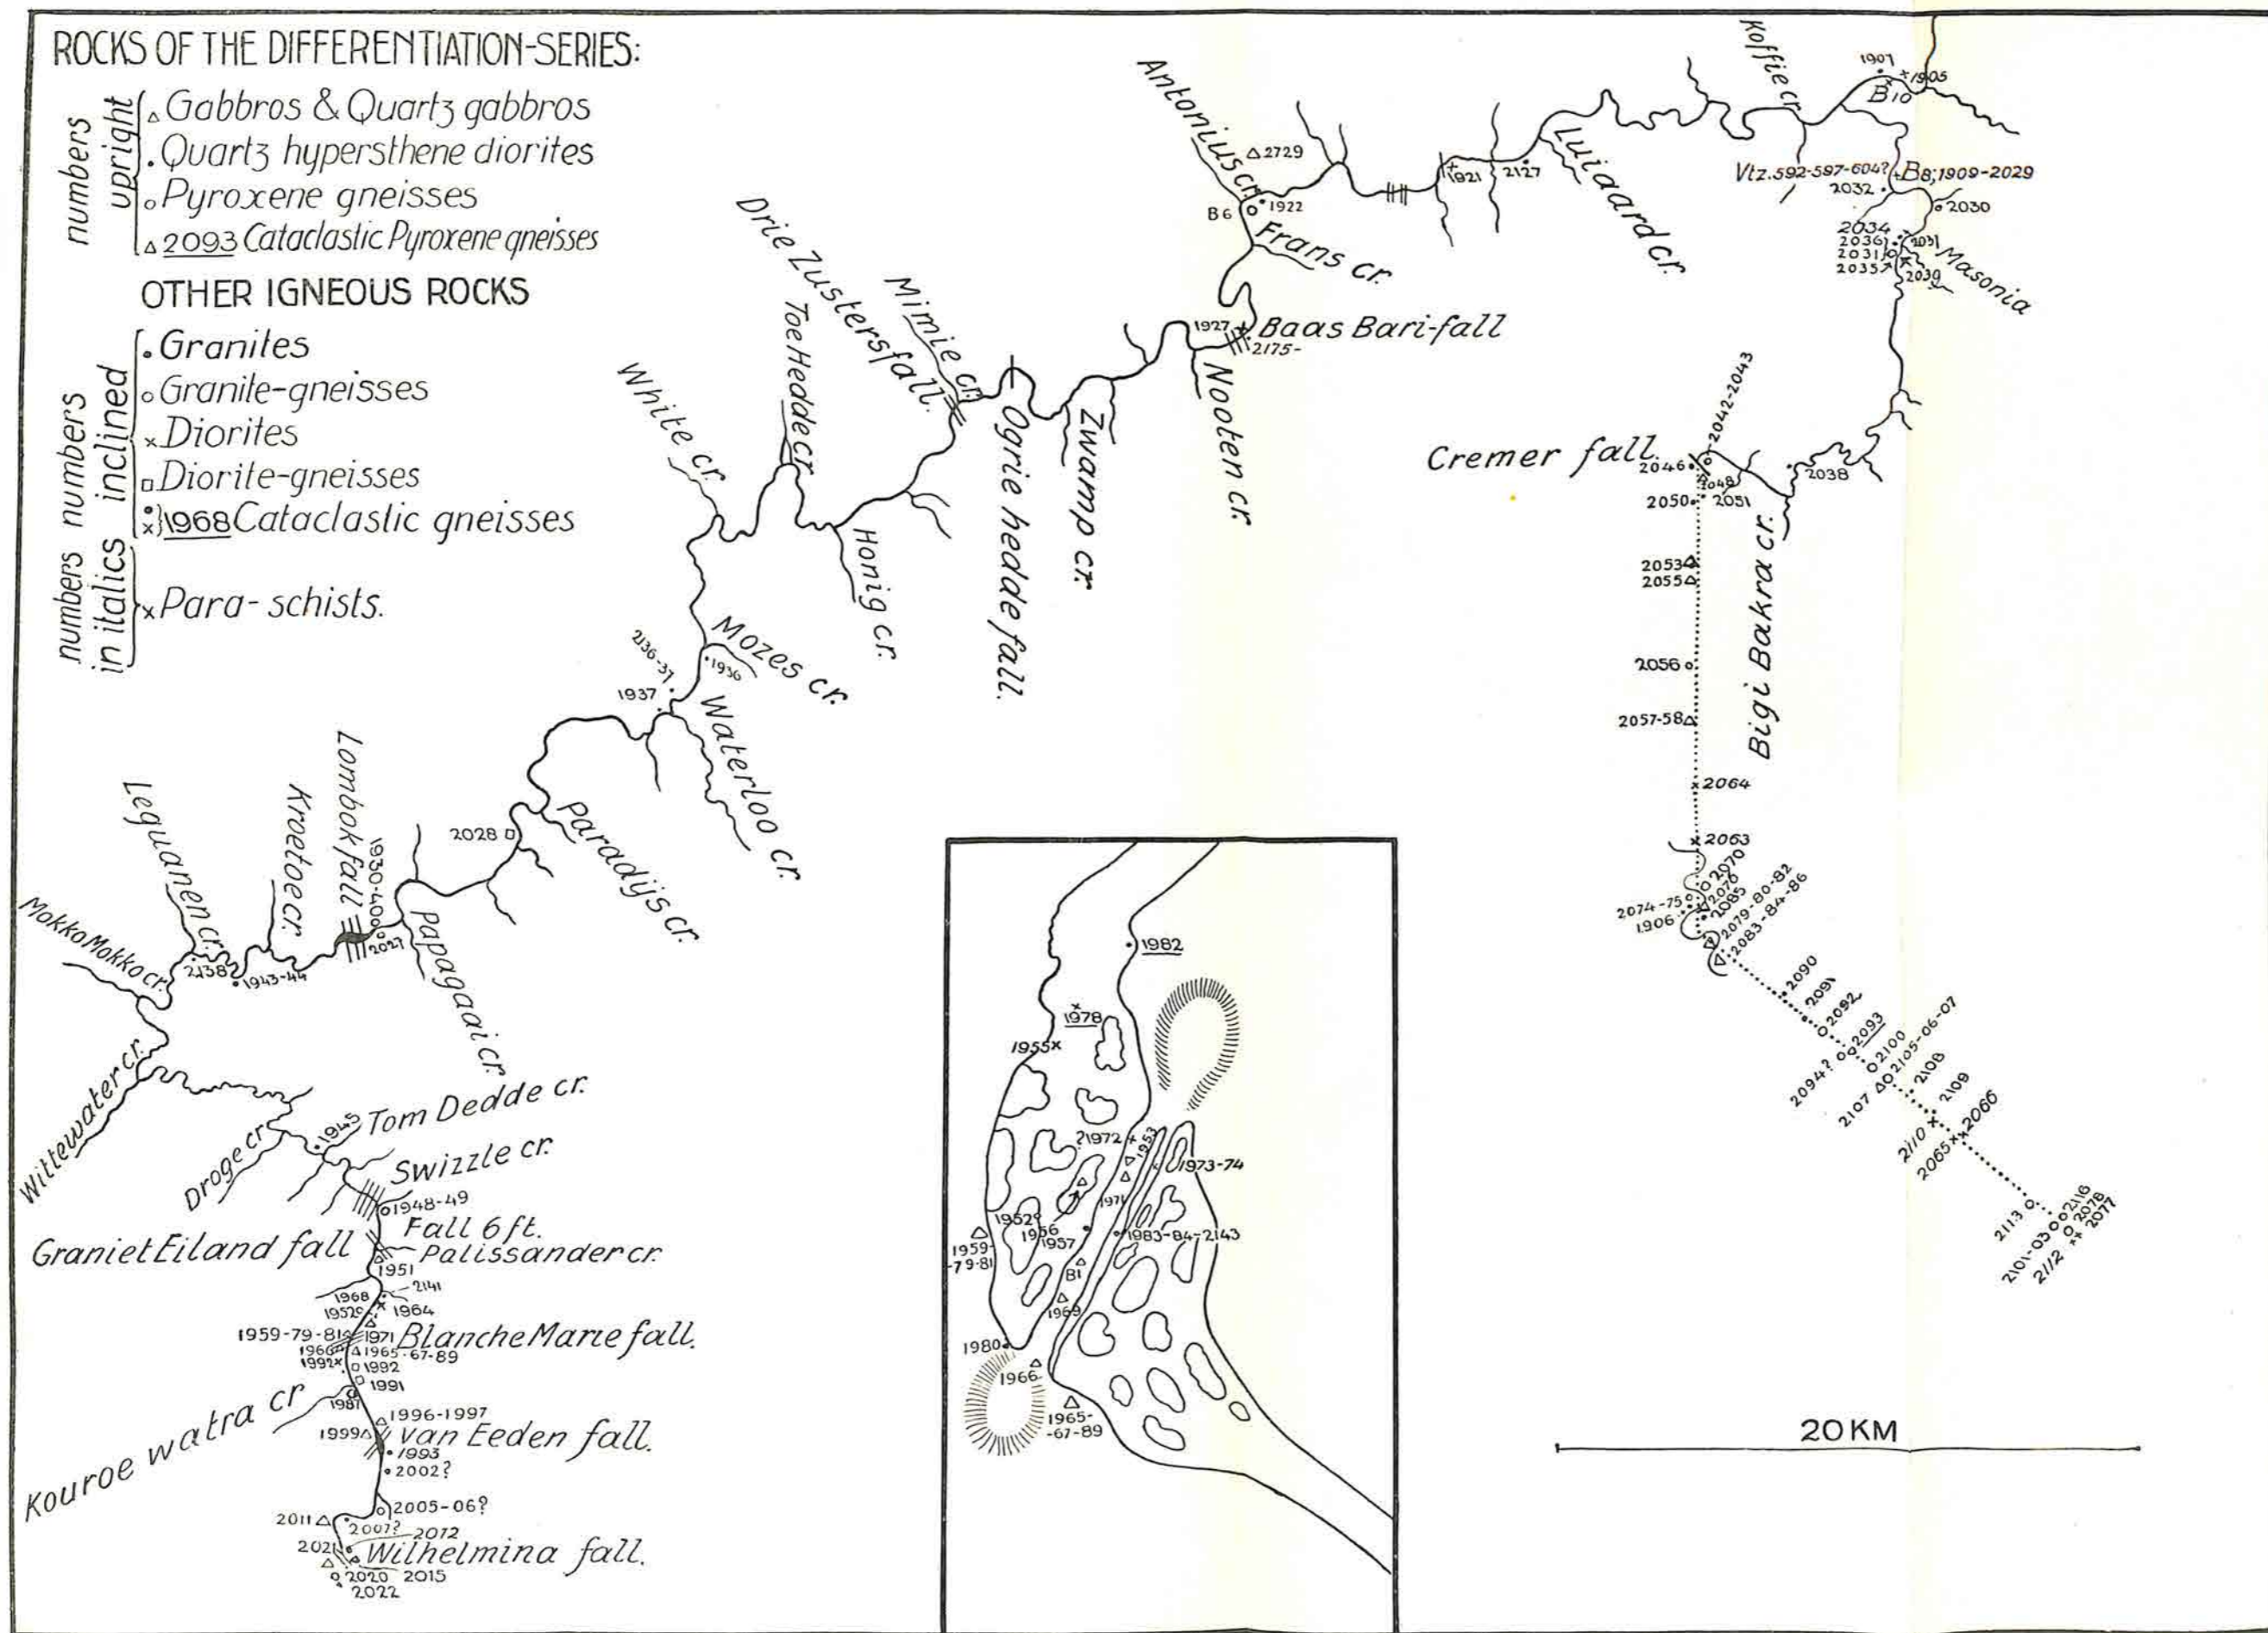 ROCKS OF THE DIFFERENTIATION-SERIES:
numbers upright
Gabbros & Quartz gabbros
Quartz hypersthene diorites
Pyroxene gneisses
2093 Cataclastic Pyroxene gneisses
OTHER IGNEOUS ROCKS
numbers inclined
Granites
Granite-gneisses
Diorites
Diorite-gneisses
1968 Cataclastic gneisses
numbers in italics
Para-schists.
Koffie cr.
1907
1905
B10
Antonius cr.
2729
1921
2127
Luiaard cr.
Vtz. 592-597-604?
B8; 1909-2029
2032
2030
B6
1922
Frans cr.
2034
2036
2031
2035
2031
2039
Masonia
Drie Zustersfall.
Mimie cr.
Toe Hedde cr.
White cr.
1927
Baas Bari-fall
2175-
Nooten cr.
Zwamp cr.
Ogrie hedde fall.
Honig cr.
Cremer fall.
2042-2043
2046
2048
2050
2051
2038
Bigi Bakra cr.
2053
2055
2056
2057-58
2064
2063
2070
2076
2085
2074-75
1906
2079-80-82
2083-84-86
2090
2091
2092
2093
2094?
2100
2105-06-07
2107
2108
2109
2110
2066
2065
2113
2116
2101-03
2078
2077
2112
Mozes cr.
1936
2136-37
1937
Waterloo cr.
Paradijs cr.
2028
Lombok fall
1930-40
2027
Kroetoe cr.
Leguanen cr.
Papagaai cr.
Mokko Mokko cr.
2138
1943-44
Wittewater cr.
Droge cr.
1945
Tom Dedde cr.
Swizzle cr.
1948-49
Fall 6 ft.
Graniet Eiland fall
Palissander cr.
1951
2141
1968
1952
1964
1959-79-81
1971
Blanche Marie fall.
1966
1965-67-89
1992
1992
1991
1987
Kouroe watra cr
1996-1997
1999
van Eeden fall.
1993
2002?
2005-06?
2011
2007?
2012
2021
Wilhelmina fall.
2020
2015
2022
1982
1978
1955
?1972
1953
1973-74
1971
1952
1956
1957
1983-84-2143
1959-
-79-81
B1
1969
1980
1966
1965-
-67-89
20 KM